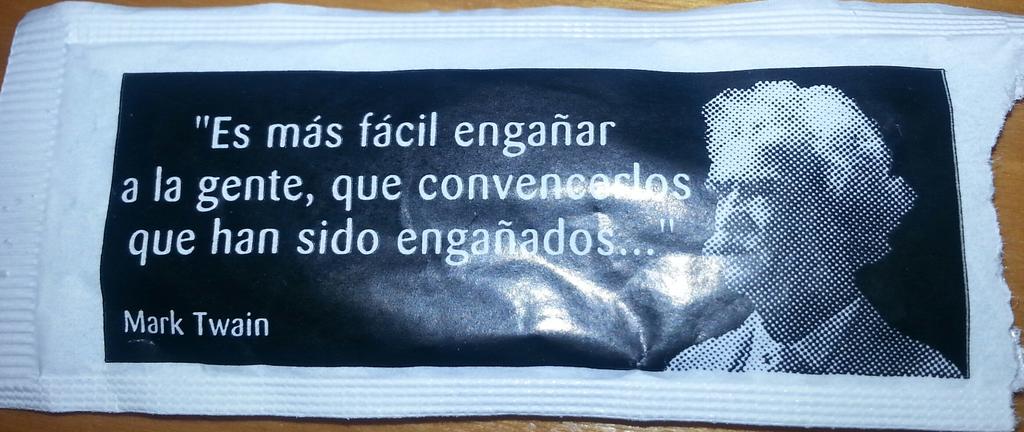 "Es más fácil engañar
a la gente, que convencerlos
que han sido engañados..."
Mark Twain